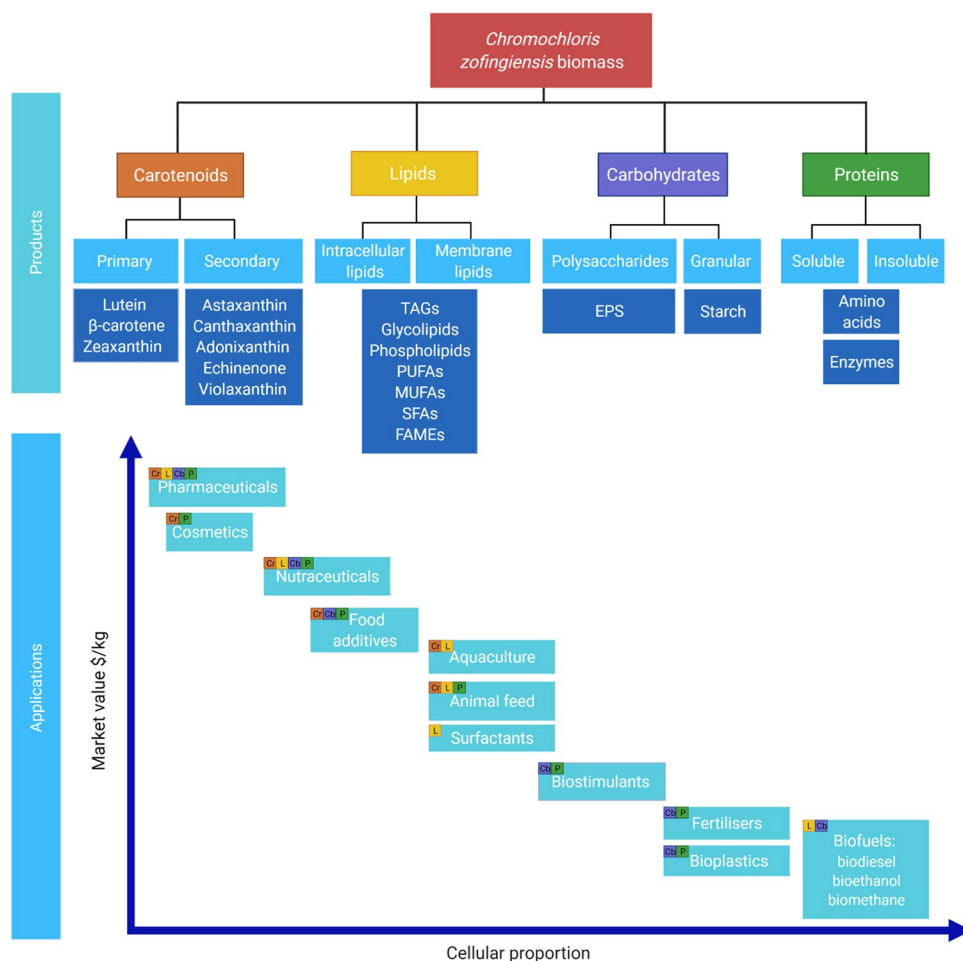 Chromochloris
zofingiensis biomass
Products
Carotenoids
Lipids
Carbohydrates
Proteins
Primary
Secondary
Intracellular
lipids
Membrane
lipids
Polysaccharides
Granular
Soluble
Insoluble
Lutein
β-carotene
Zeaxanthin
Astaxanthin
Canthaxanthin
Adonixanthin
Echinenone
Violaxanthin
TAGs
Glycolipids
Phospholipids
PUFAs
MUFAs
SFAs
FAMEs
EPS
Starch
Amino
acids
Enzymes
Applications
Market value $/kg
Cr L Cb P
Pharmaceuticals
Cr P
Cosmetics
Cr L Cb P
Nutraceuticals
Cr Cb P
Food
additives
Cr L
Aquaculture
Cr L P
Animal feed
L
Surfactants
Cb P
Biostimulants
Cb P
Fertilisers
Cb P
Bioplastics
L Cb
Biofuels:
biodiesel
bioethanol
biomethane
Cellular proportion